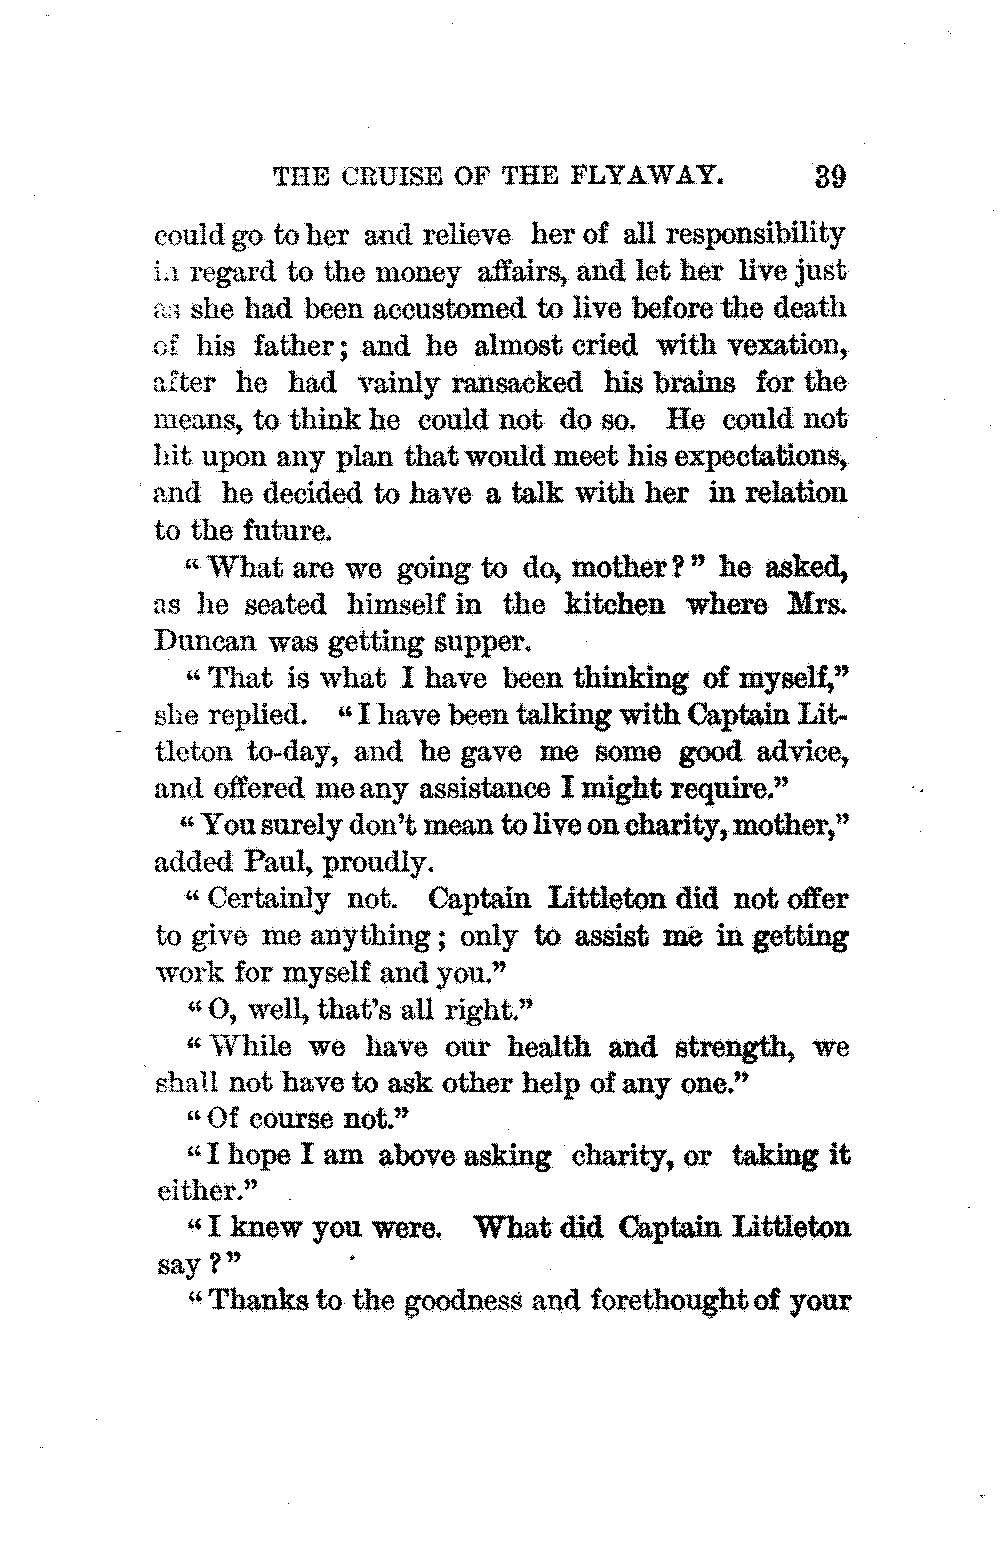 THE CRUISE OF THE FLYAWAY. 39
could go to her and relieve her of all responsibility
in regard to the money affairs, and let her live just
as she had been accustomed to live before the death
of his father; and he almost cried with vexation,
after he had vainly ransacked his brains for the
means, to think he could not do so. He could not
hit upon any plan that would meet his expectations,
and he decided to have a talk with her in relation
to the future.
"What are we going to do, mother?" he asked,
as he seated himself in the kitchen where Mrs.
Duncan was getting supper.
"That is what I have been thinking of myself,"
she replied. "I have been talking with Captain Lit-
tleton to-day, and he gave me some good advice,
and offered me any assistance I might require."
"You surely don't mean to live on charity, mother,"
added Paul, proudly.
"Certainly not. Captain Littleton did not offer
to give me anything; only to assist me in getting
work for myself and you."
"O, well, that's all right."
"While we have our health and strength, we
shall not have to ask other help of any one."
"Of course not."
"I hope I am above asking charity, or taking it
either."
"I knew you were. What did Captain Littleton
say?"
"Thanks to the goodness and forethought of your